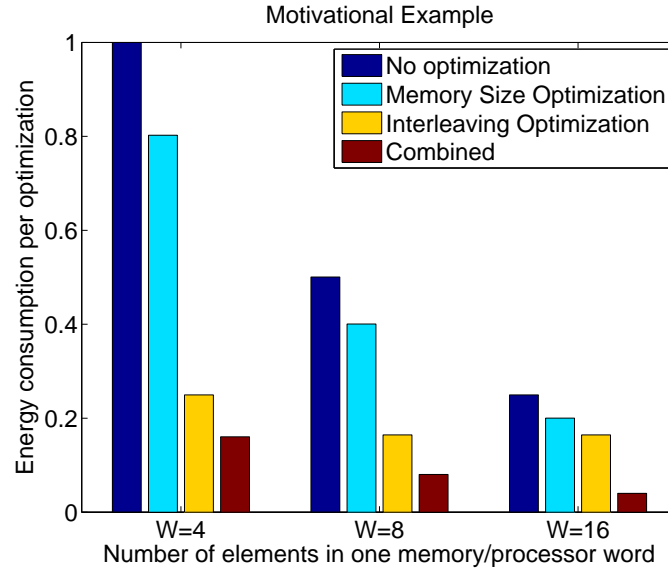 Motivational Example
Energy consumption per optimization
1
0.8
0.6
0.4
0.2
0
No optimization
Memory Size Optimization
Interleaving Optimization
Combined
W=4 W=8 W=16
Number of elements in one memory/processor word